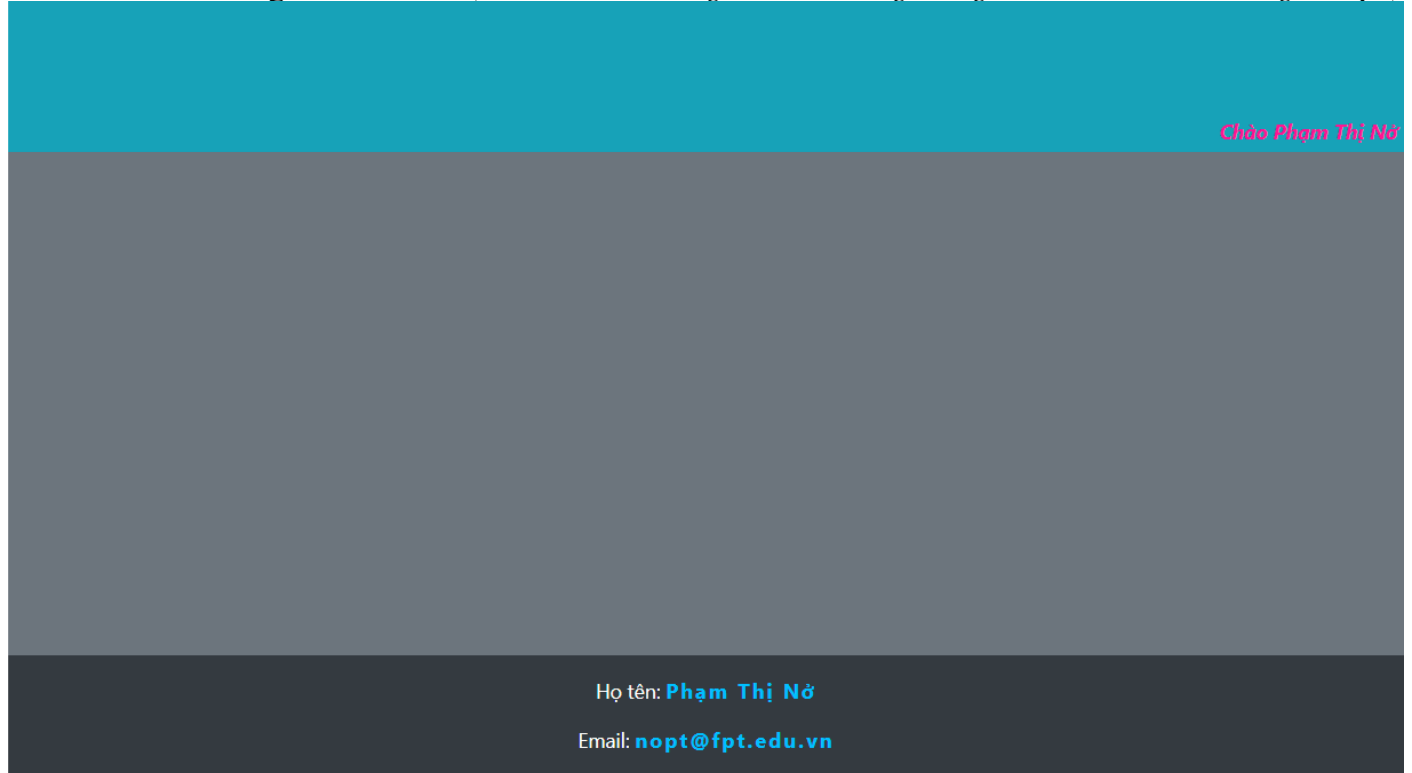 Chào Phạm Thị Nở
Họ tên: Phạm Thị Nở
Email: nopt@fpt.edu.vn